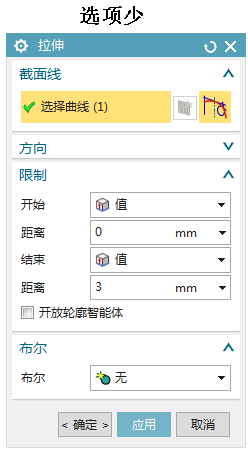 选项少
拉伸
截面线
选择曲线 (1)
方向
限制
开始 值
距离 0 mm
结束 值
距离 3 mm
开放轮廓智能体
布尔
布尔 无
< 确定 > 应用 取消